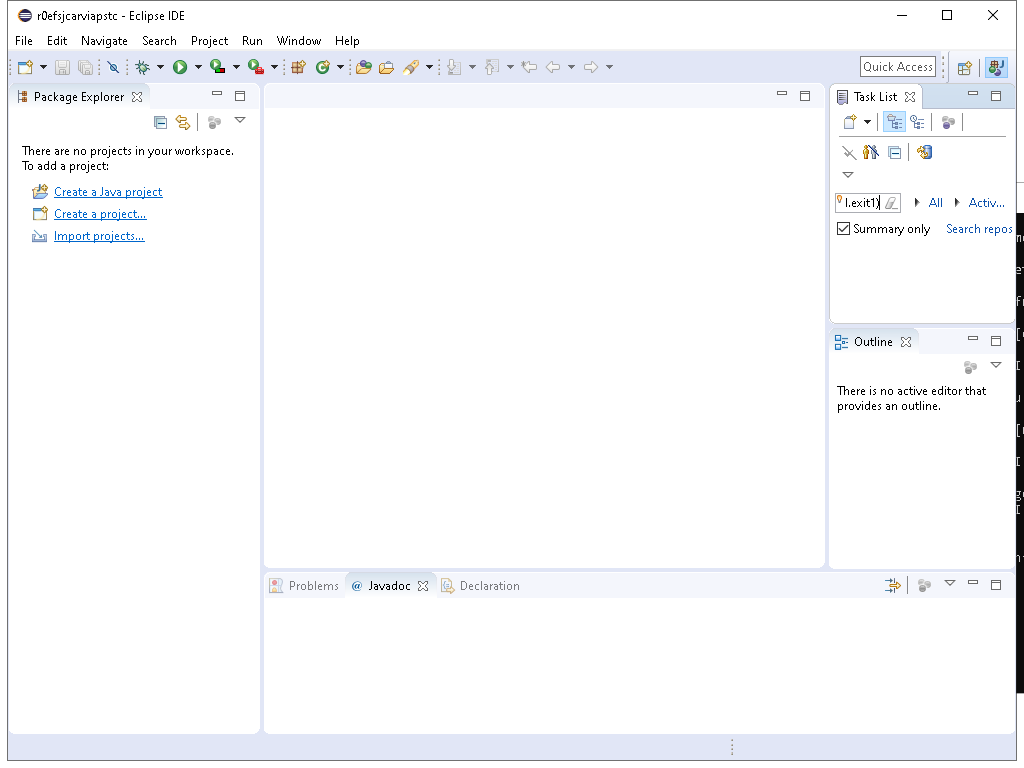 r0efsjcarviapstc - Eclipse IDE
File Edit Navigate Search Project Run Window Help
Quick Access
Package Explorer
Task List
There are no projects in your workspace.
To add a project:
Create a Java project
Create a project...
Import projects...
l.exit1)
All
Activ...
Summary only
Search repos
Outline
There is no active editor that
provides an outline.
Problems
@ Javadoc
Declaration